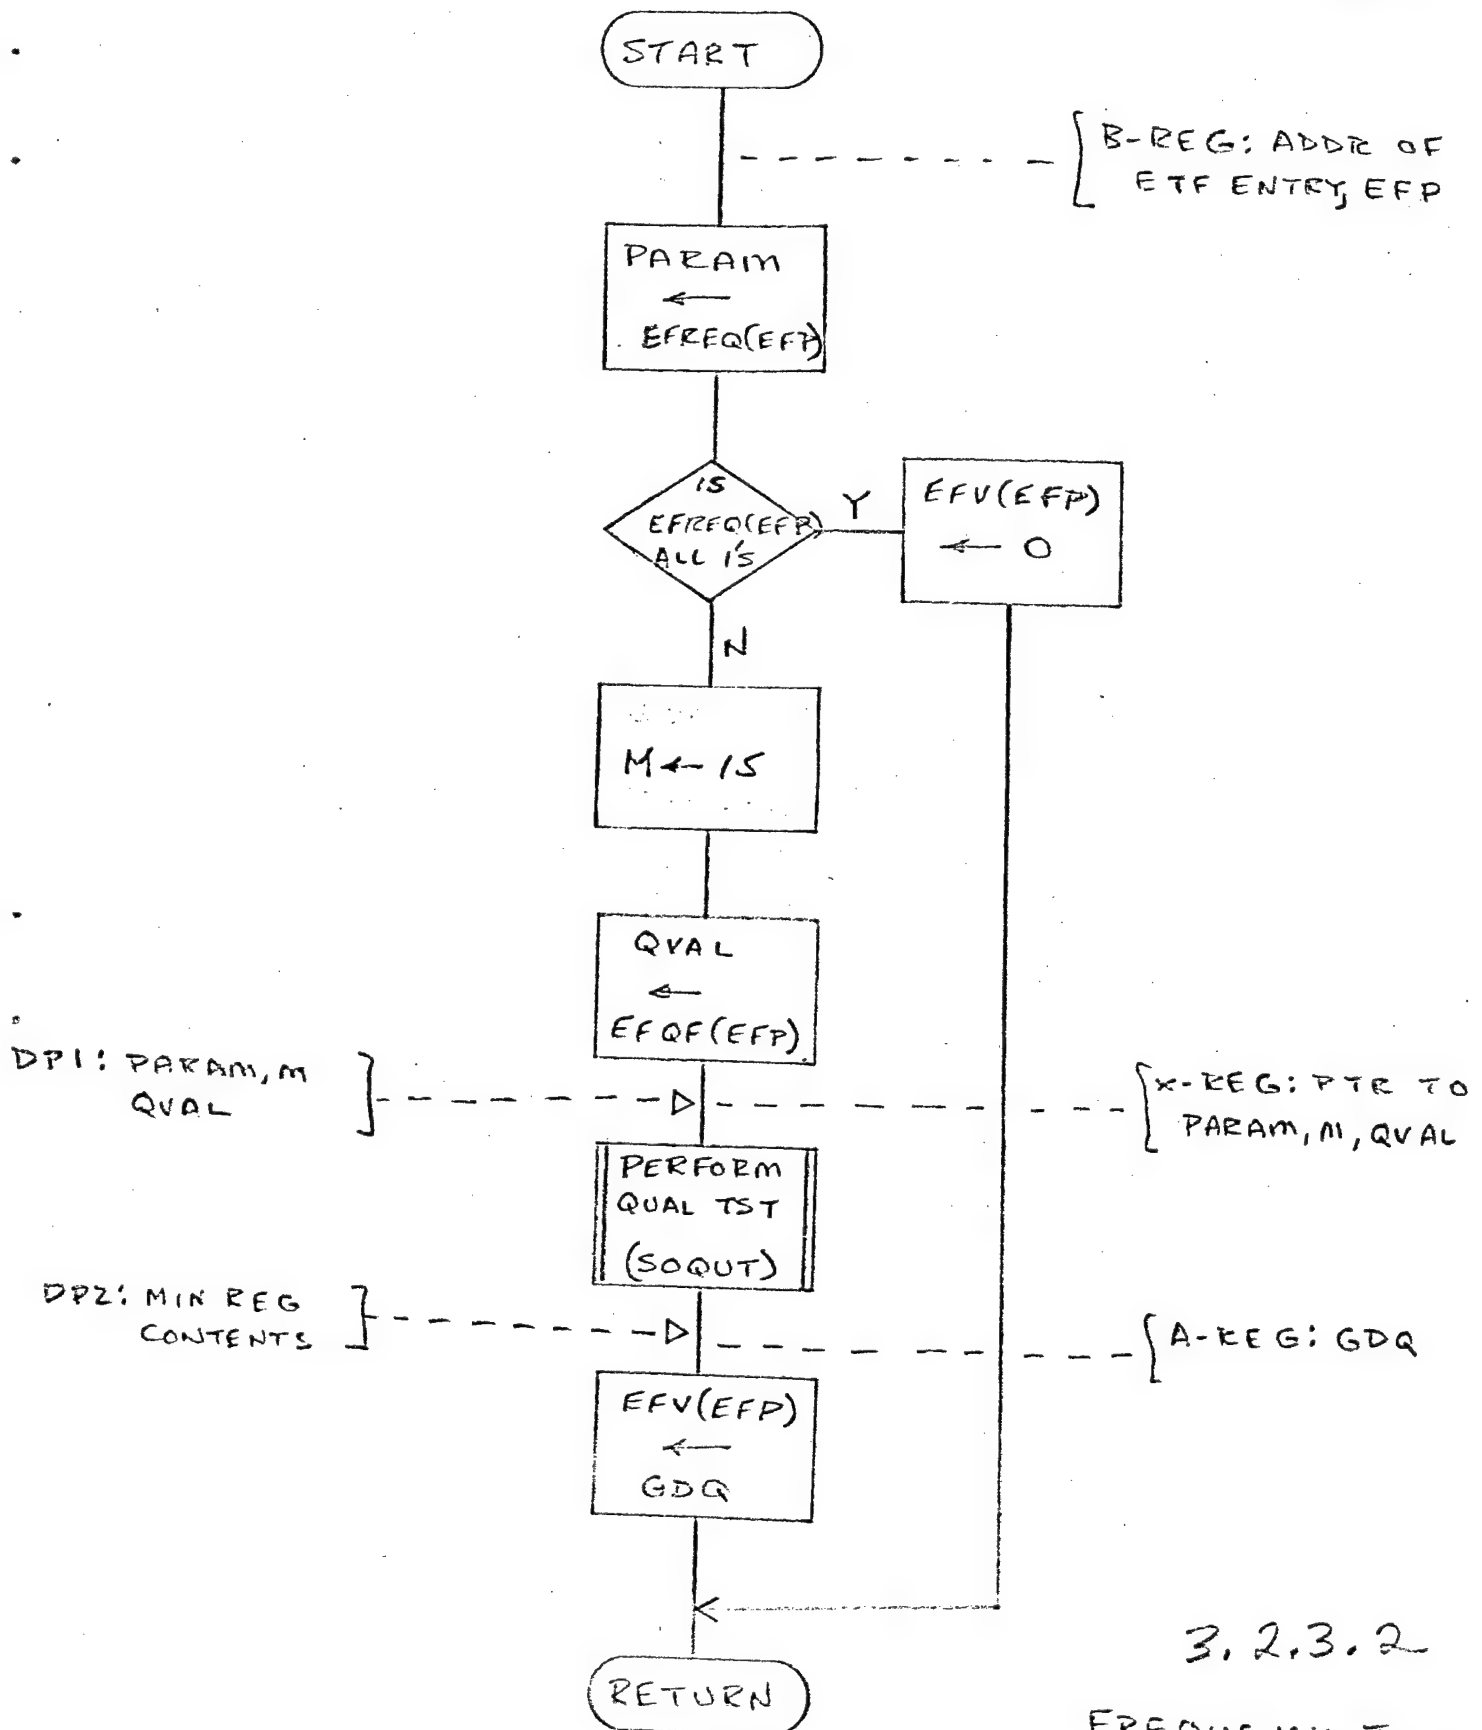 START
B-REG: ADDR OF
ETF ENTRY, EFP
PARAM
←
EFREQ(EFP)
IS
EFREQ(EFP)
ALL 1'S
Y
EFV(EFP)
← 0
N
M ← 15
QVAL
←
EFQF(EFP)
DP1: PARAM, M
QVAL
X-REG: PTR TO
PARAM, M, QVAL
PERFORM
QUAL TST
(SOQUT)
DP2: MIN REG
CONTENTS
A-REG: GDQ
EFV(EFP)
←
GDQ
3.2.3.2
RETURN